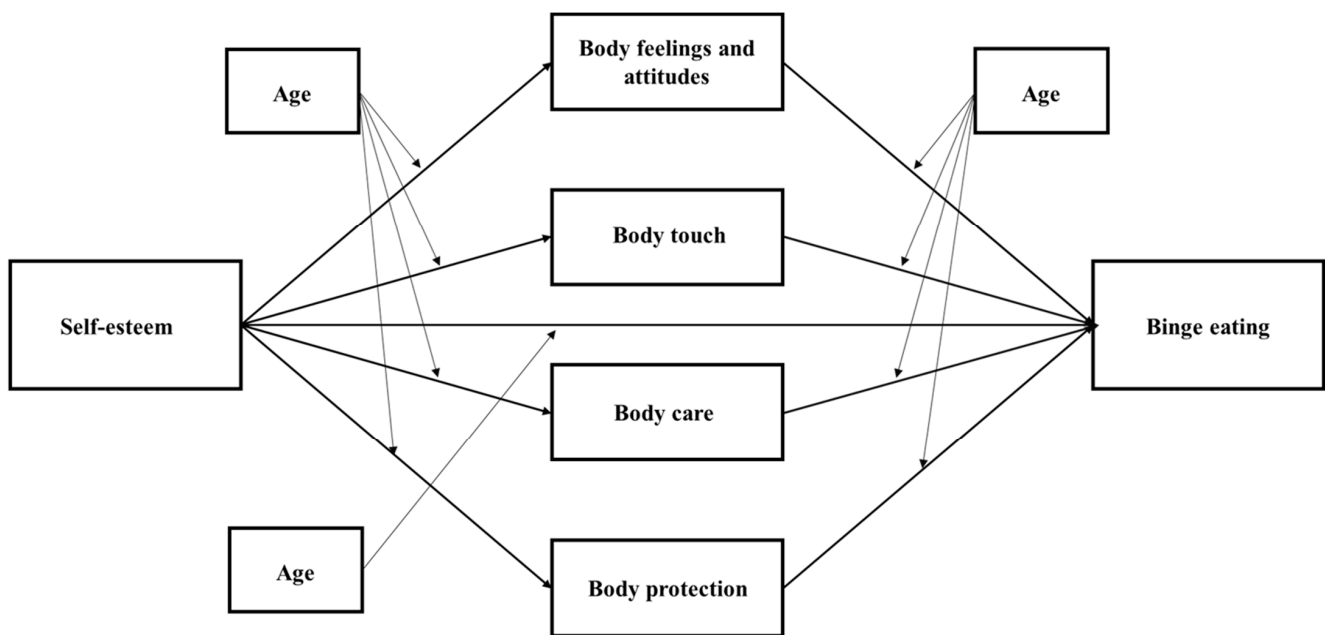 Body feelings and
attitudes
Age
Age
Body touch
Self-esteem
Binge eating
Body care
Age
Body protection